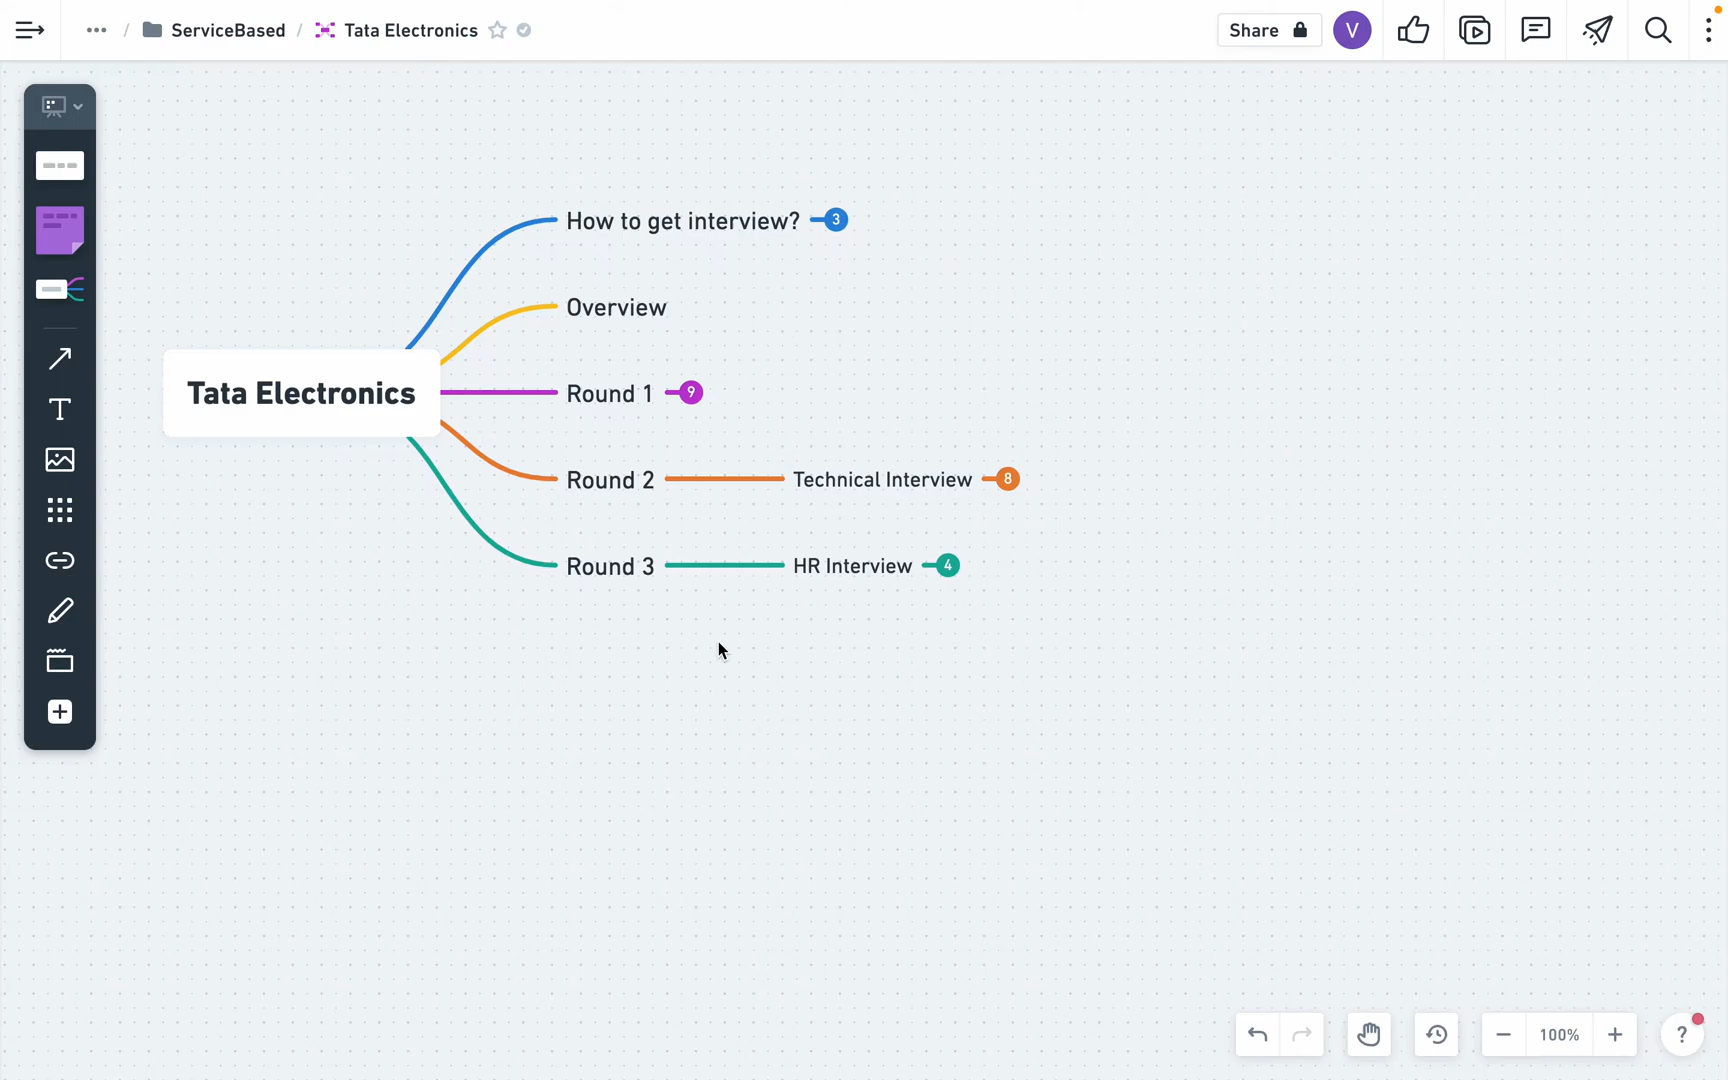 ServiceBased / Tata Electronics
Share
V
How to get interview? 3
Overview
Tata Electronics
Round 1 9
Round 2 Technical Interview 8
Round 3 HR Interview 4
100%
?